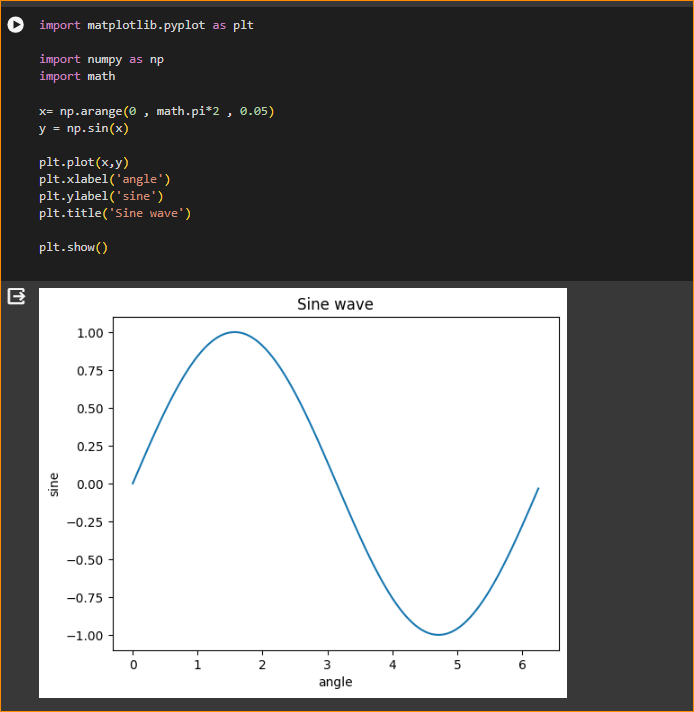 import matplotlib.pyplot as plt
import numpy as np
import math
x= np.arange(0 , math.pi*2 , 0.05)
y = np.sin(x)
plt.plot(x,y)
plt.xlabel('angle')
plt.ylabel('sine')
plt.title('Sine wave')
plt.show()
Sine wave
1.00
0.75
0.50
0.25
0.00
−0.25
−0.50
−0.75
−1.00
sine
0 1 2 3 4 5 6
angle